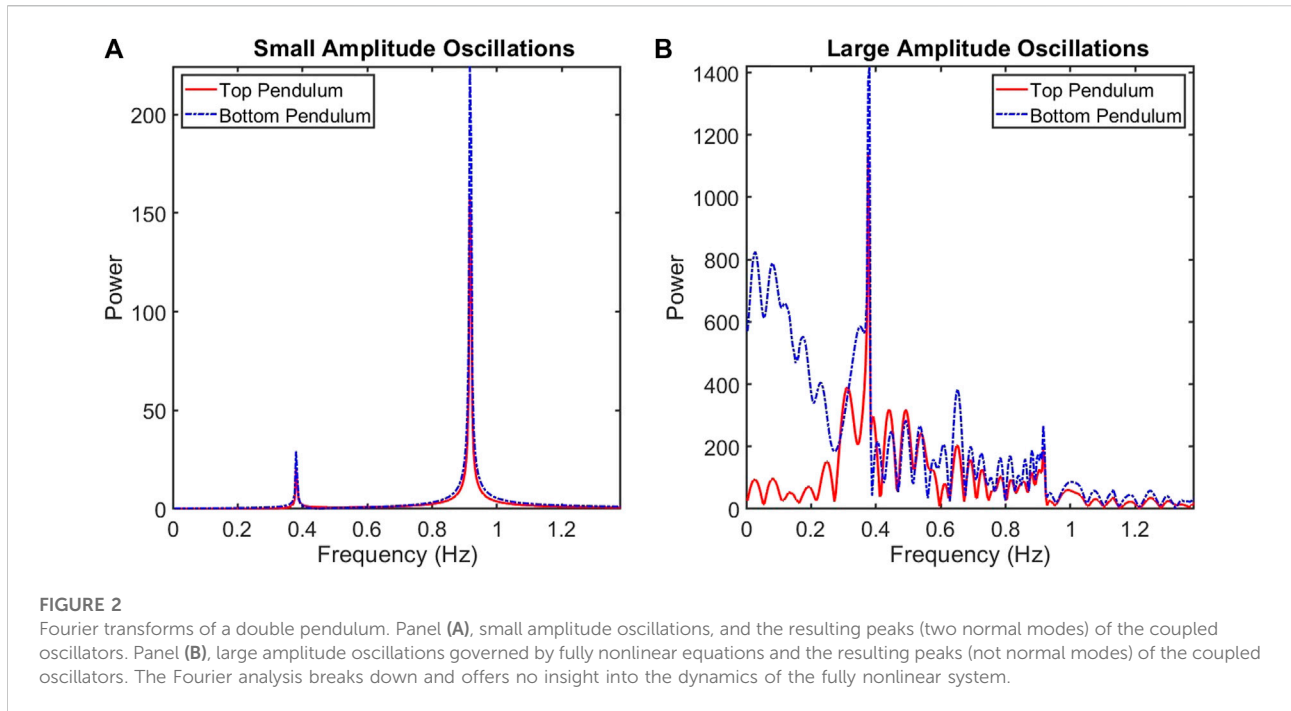 A
Small Amplitude Oscillations
Top Pendulum
Bottom Pendulum
200
150
100
50
0
Power
0 0.2 0.4 0.6 0.8 1 1.2
Frequency (Hz)
B
Large Amplitude Oscillations
Top Pendulum
Bottom Pendulum
1400
1200
1000
800
600
400
200
0
Power
0 0.2 0.4 0.6 0.8 1 1.2
Frequency (Hz)
FIGURE 2
Fourier transforms of a double pendulum. Panel (A), small amplitude oscillations, and the resulting peaks (two normal modes) of the coupled
oscillators. Panel (B), large amplitude oscillations governed by fully nonlinear equations and the resulting peaks (not normal modes) of the coupled
oscillators. The Fourier analysis breaks down and offers no insight into the dynamics of the fully nonlinear system.